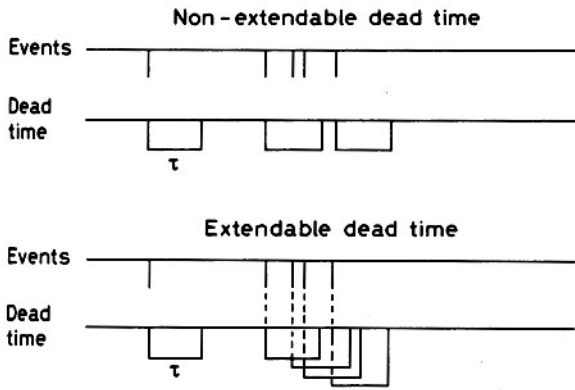 Non-extendable dead time
Events
Dead
time
τ
Extendable dead time
Events
Dead
time
τ